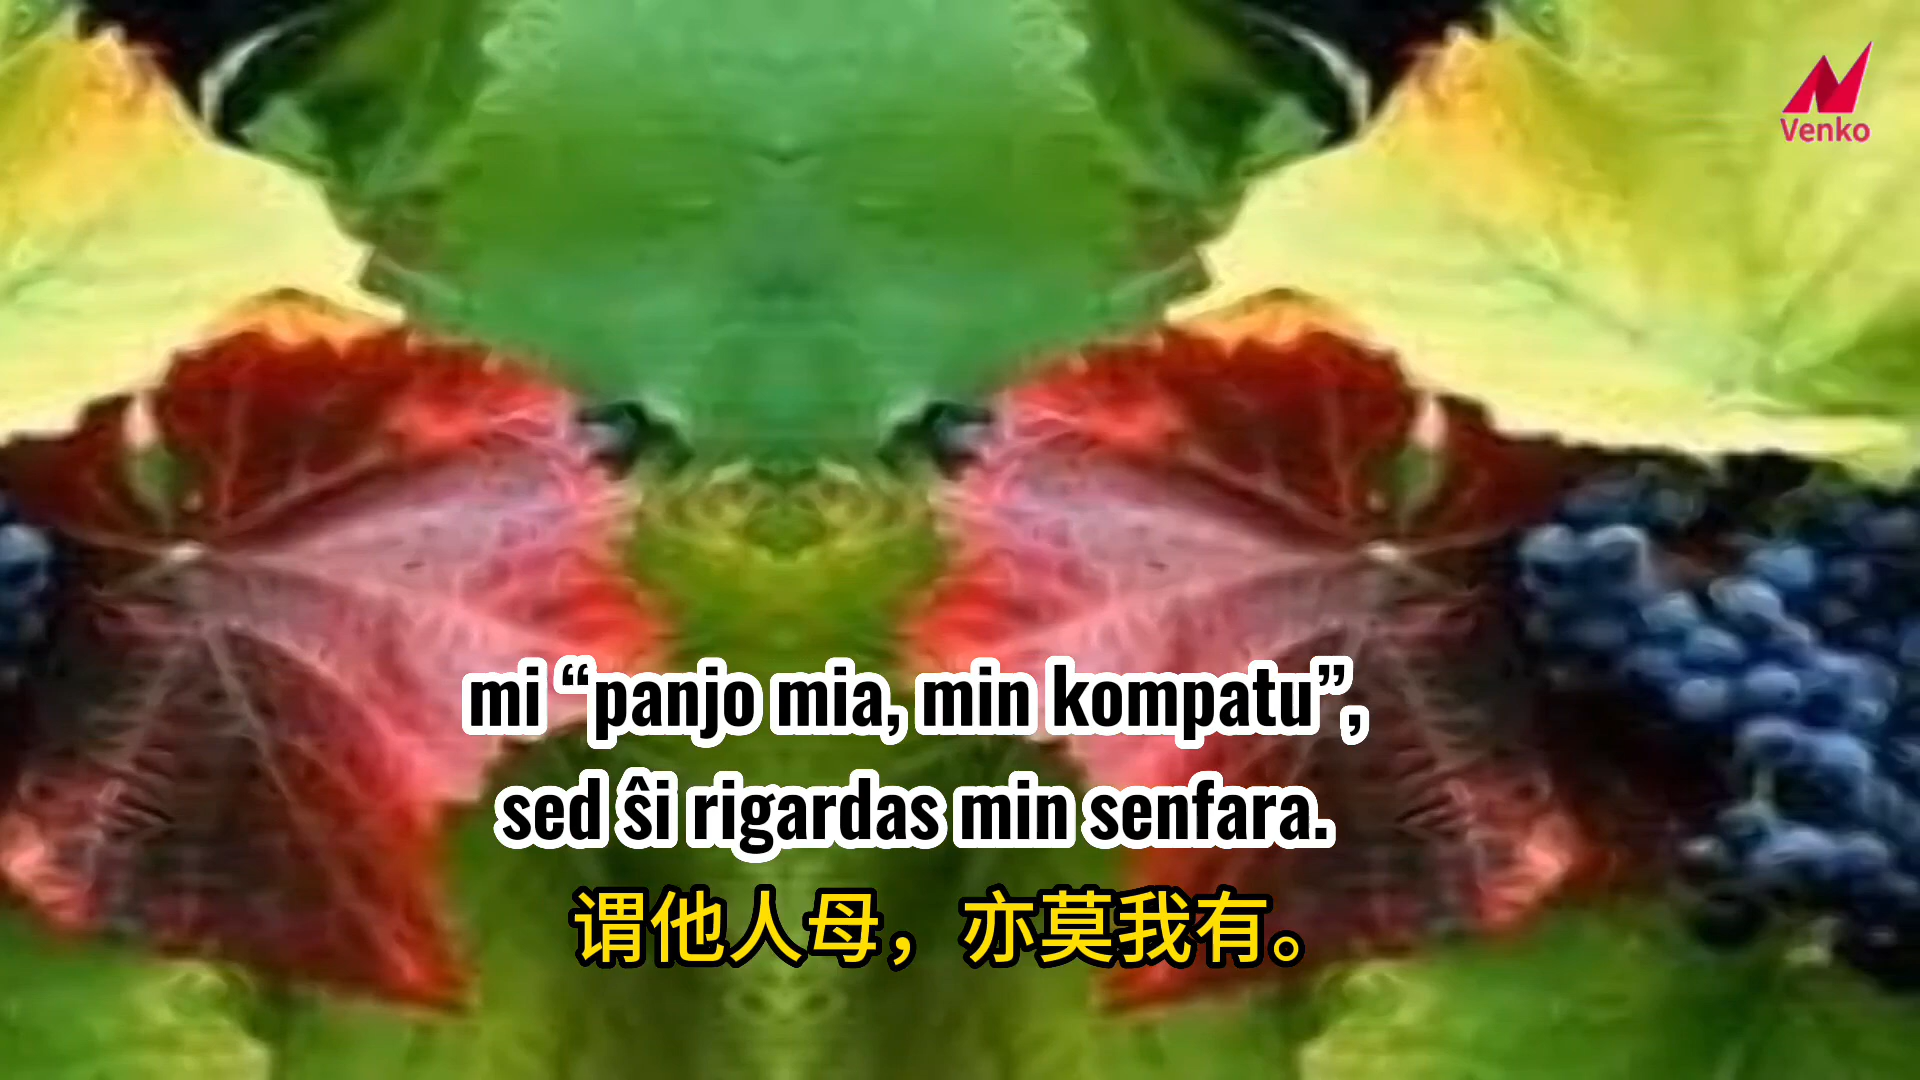 Venko
mi “panjo mia, min kompatu”,
sed ŝi rigardas min senfara.
谓他人母，亦莫我有。